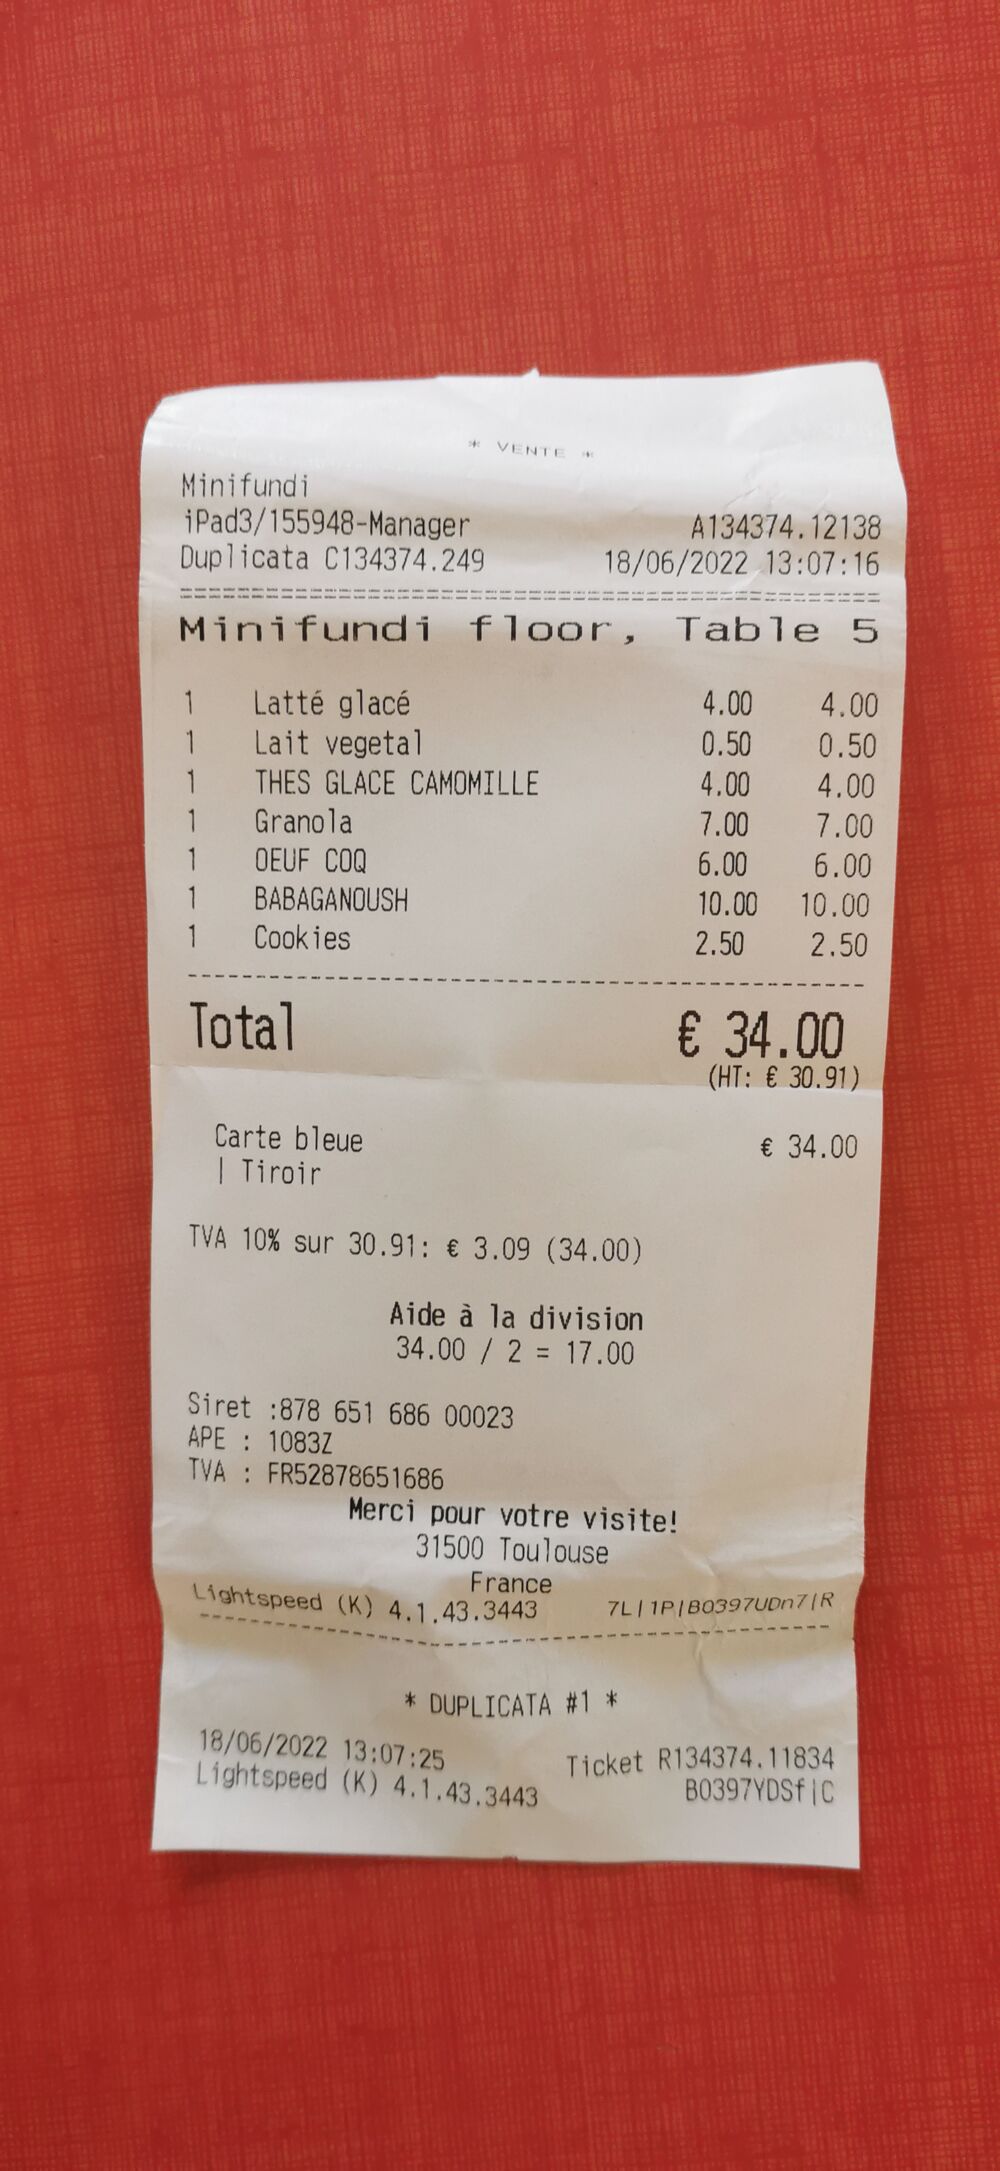 * VENTE *
Minifundi
iPad3/155948-Manager A134374.12138
Duplicata C134374.249 18/06/2022 13:07:16
Minifundi floor, Table 5
1 Latté glacé 4.00 4.00
1 Lait vegetal 0.50 0.50
1 THES GLACE CAMOMILLE 4.00 4.00
1 Granola 7.00 7.00
1 OEUF COQ 6.00 6.00
1 BABAGANOUSH 10.00 10.00
1 Cookies 2.50 2.50
Total € 34.00
(HT: € 30.91)
Carte bleue € 34.00
| Tiroir
TVA 10% sur 30.91: € 3.09 (34.00)
Aide à la division
34.00 / 2 = 17.00
Siret :878 651 686 00023
APE : 1083Z
TVA : FR52878651686
Merci pour votre visite!
31500 Toulouse
France
Lightspeed (K) 4.1.43.3443 7L|1P|B0397UDn7|R
* DUPLICATA #1 *
18/06/2022 13:07:25 Ticket R134374.11834
Lightspeed (K) 4.1.43.3443 B0397YDSf|C